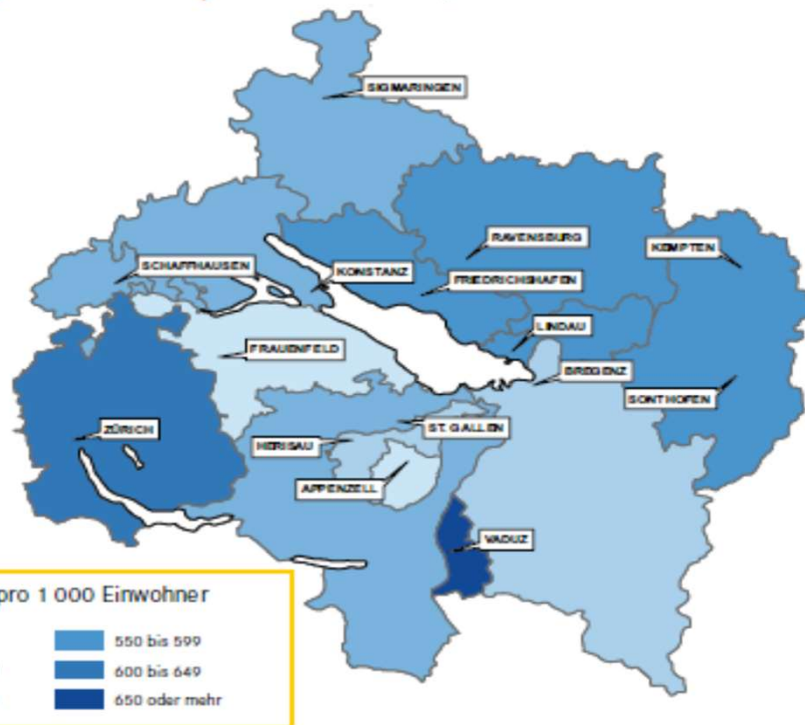 SIGMARINGEN
RAVENSBURG
KEMPTEN
SCHAFFHAUSEN
KONSTANZ
FRIEDRICHSHAFEN
LINDAU
FRAUENFELD
BREGENZ
SONTHOFEN
ZÜRICH
ST. GALLEN
HERISAU
APPENZELL
VADUZ
pro 1 000 Einwohner
550 bis 599
600 bis 649
650 oder mehr